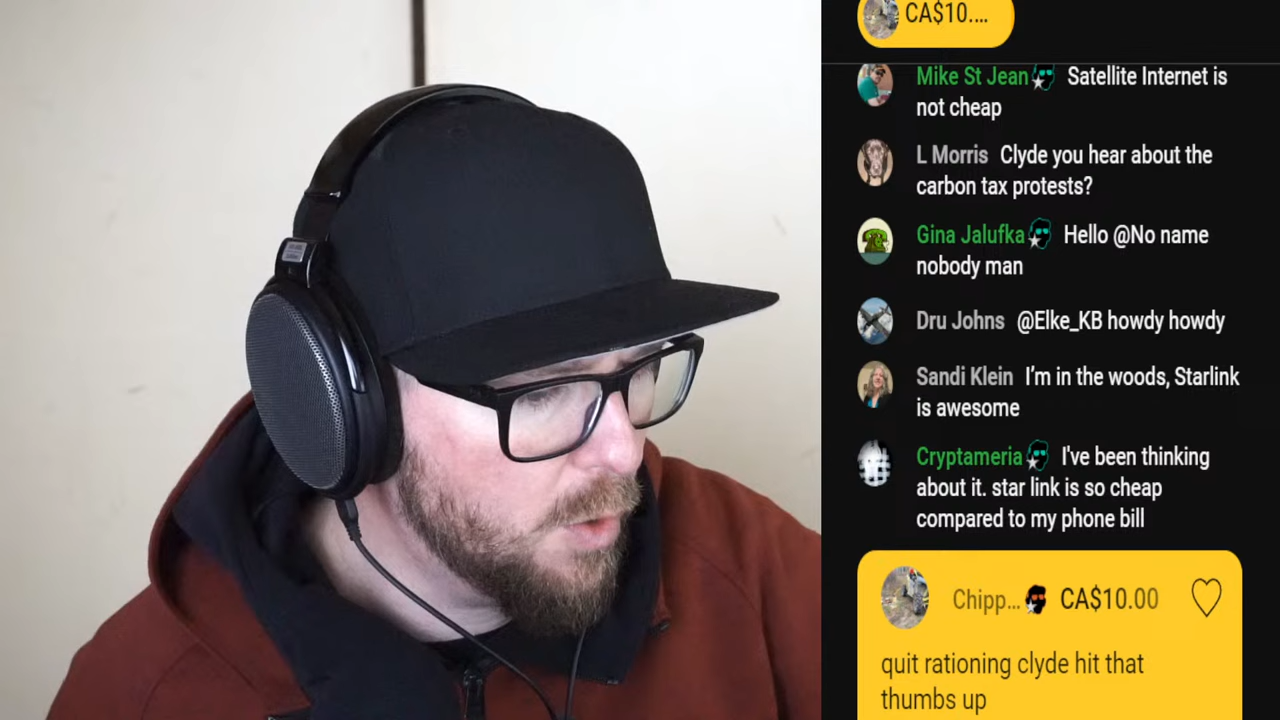 CA$10....
Mike St Jean Satellite Internet is
not cheap
L Morris Clyde you hear about the
carbon tax protests?
Gina Jalufka Hello @No name
nobody man
Dru Johns @Elke_KB howdy howdy
Sandi Klein I'm in the woods, Starlink
is awesome
Cryptameria I've been thinking
about it. star link is so cheap
compared to my phone bill
Chipp... CA$10.00
quit rationing clyde hit that
thumbs up